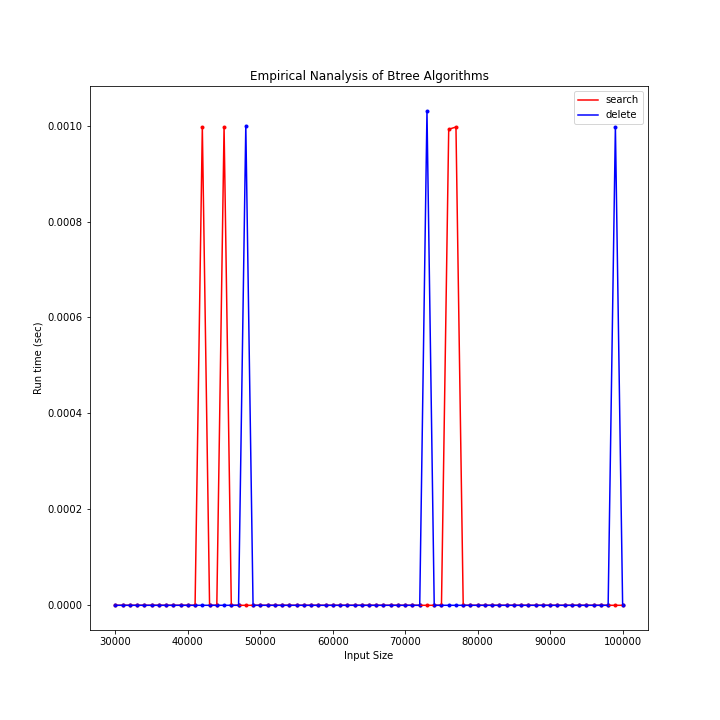 Empirical Nanalysis of Btree Algorithms
search
delete
0.0010
0.0008
0.0006
0.0004
0.0002
0.0000
Run time (sec)
30000 40000 50000 60000 70000 80000 90000 100000
Input Size